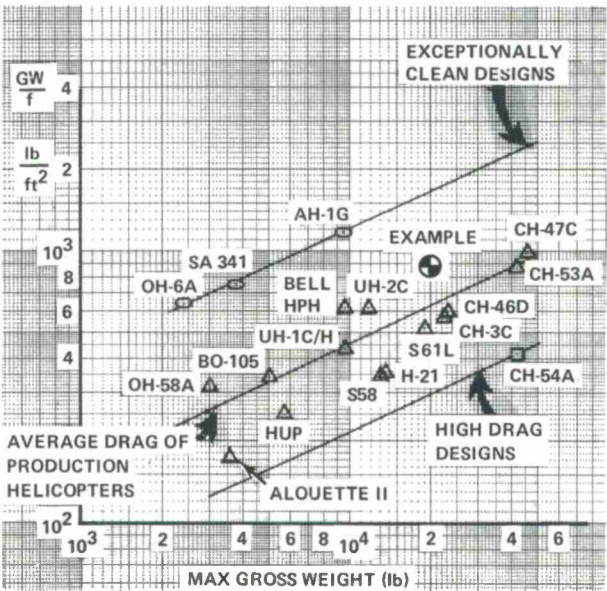 EXCEPTIONALLY
CLEAN DESIGNS
GW
f
4
lb
ft²
2
AH-1G
EXAMPLE
CH-47C
10³
SA 341
8
OH-6A
BELL
HPH
UH-2C
CH-53A
6
CH-46D
UH-1C/H
CH-3C
4
S61L
BO-105
OH-58A
H-21
CH-54A
S58
HUP
HIGH DRAG
DESIGNS
AVERAGE DRAG OF
PRODUCTION
HELICOPTERS
ALOUETTE II
10²
10³ 2 4 6 10⁴ 2 4 6
MAX GROSS WEIGHT (lb)